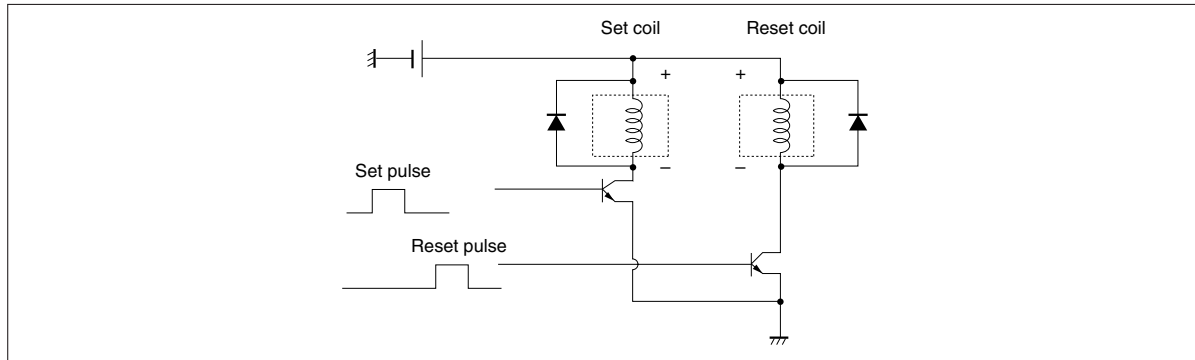 Set coil
Reset coil
+
+
−
−
Set pulse
Reset pulse